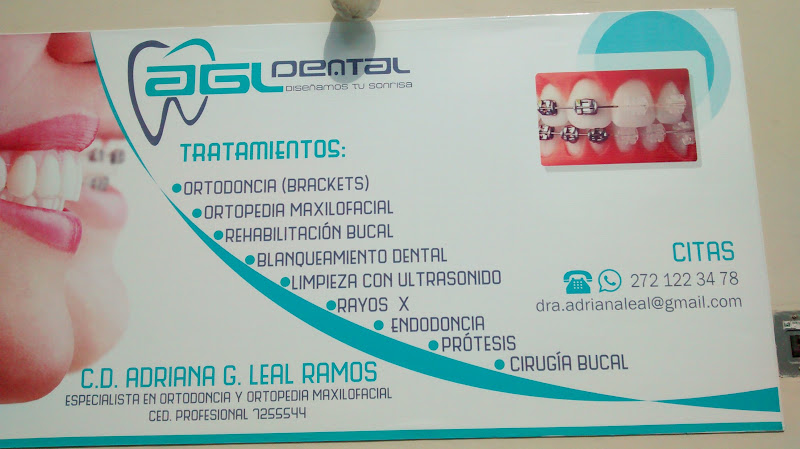 AGL DENTAL
DISEÑAMOS TU SONRISA
TRATAMIENTOS:
ORTODONCIA (BRACKETS)
ORTOPEDIA MAXILOFACIAL
REHABILITACIÓN BUCAL
BLANQUEAMIENTO DENTAL
LIMPIEZA CON ULTRASONIDO
RAYOS X
ENDODONCIA
PRÓTESIS
CIRUGÍA BUCAL
CITAS
272 122 34 78
dra.adrianaleal@gmail.com
C.D. ADRIANA G. LEAL RAMOS
ESPECIALISTA EN ORTODONCIA Y ORTOPEDIA MAXILOFACIAL
CED. PROFESIONAL 7255544